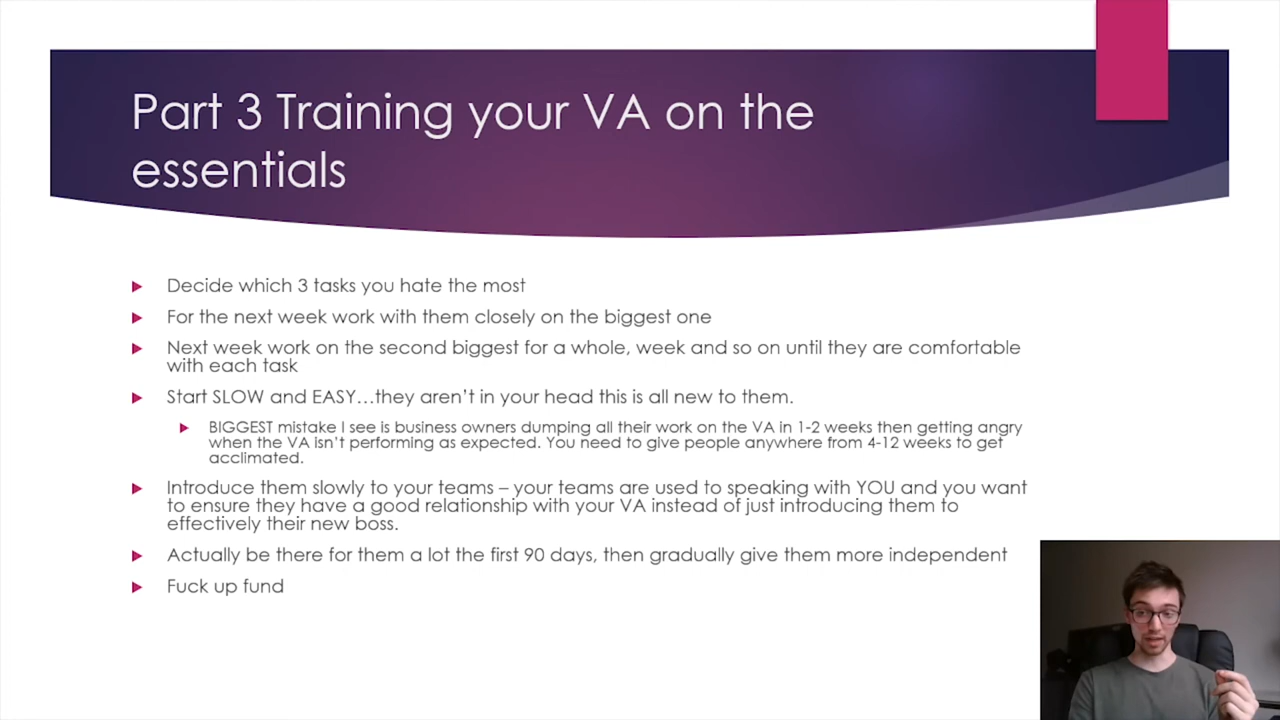 Part 3 Training your VA on the
essentials
Decide which 3 tasks you hate the most
For the next week work with them closely on the biggest one
Next week work on the second biggest for a whole, week and so on until they are comfortable
with each task
Start SLOW and EASY…they aren't in your head this is all new to them.
BIGGEST mistake I see is business owners dumping all their work on the VA in 1-2 weeks then getting angry
when the VA isn't performing as expected. You need to give people anywhere from 4-12 weeks to get
acclimated.
Introduce them slowly to your teams – your teams are used to speaking with YOU and you want
to ensure they have a good relationship with your VA instead of just introducing them to
effectively their new boss.
Actually be there for them a lot the first 90 days, then gradually give them more independent
Fuck up fund